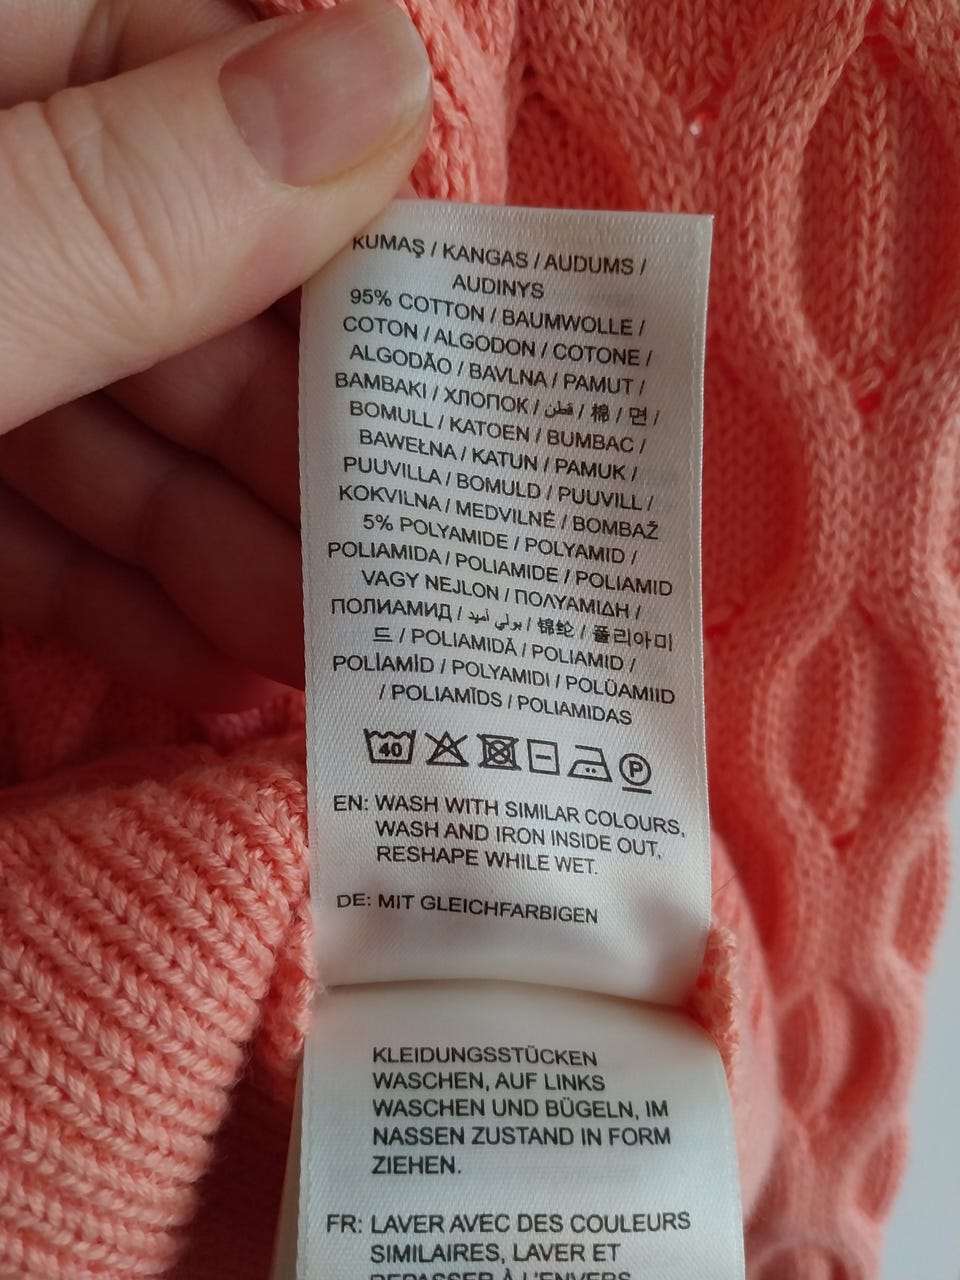 KUMAŞ / KANGAS / AUDUMS /
AUDINYS
95% COTTON / BAUMWOLLE /
COTON / ALGODON / COTONE /
ALGODÃO / BAVLNA / PAMUT /
BAMBAKI / ХЛОПОК / قطن / 棉 / 면 /
BOMULL / KATOEN / BUMBAC /
BAWEŁNA / KATUN / PAMUK /
PUUVILLA / BOMULD / PUUVILL /
KOKVILNA / MEDVILNĖ / BOMBAŽ
5% POLYAMIDE / POLYAMID /
POLIAMIDA / POLIAMIDE / POLIAMID
VAGY NEJLON / ΠΟΛΥΑΜΙΔΗ /
ПОЛИАМИД / بولي أميد / 锦纶 / 폴리아미
드 / POLIAMIDĂ / POLIAMID /
POLİAMİD / POLYAMIDI / POLÜAMIID
/ POLIAMĪDS / POLIAMIDAS
40 P
EN: WASH WITH SIMILAR COLOURS,
WASH AND IRON INSIDE OUT,
RESHAPE WHILE WET.
DE: MIT GLEICHFARBIGEN
KLEIDUNGSSTÜCKEN
WASCHEN, AUF LINKS
WASCHEN UND BÜGELN, IM
NASSEN ZUSTAND IN FORM
ZIEHEN.
FR: LAVER AVEC DES COULEURS
SIMILAIRES, LAVER ET
REPASSER À L'ENVERS